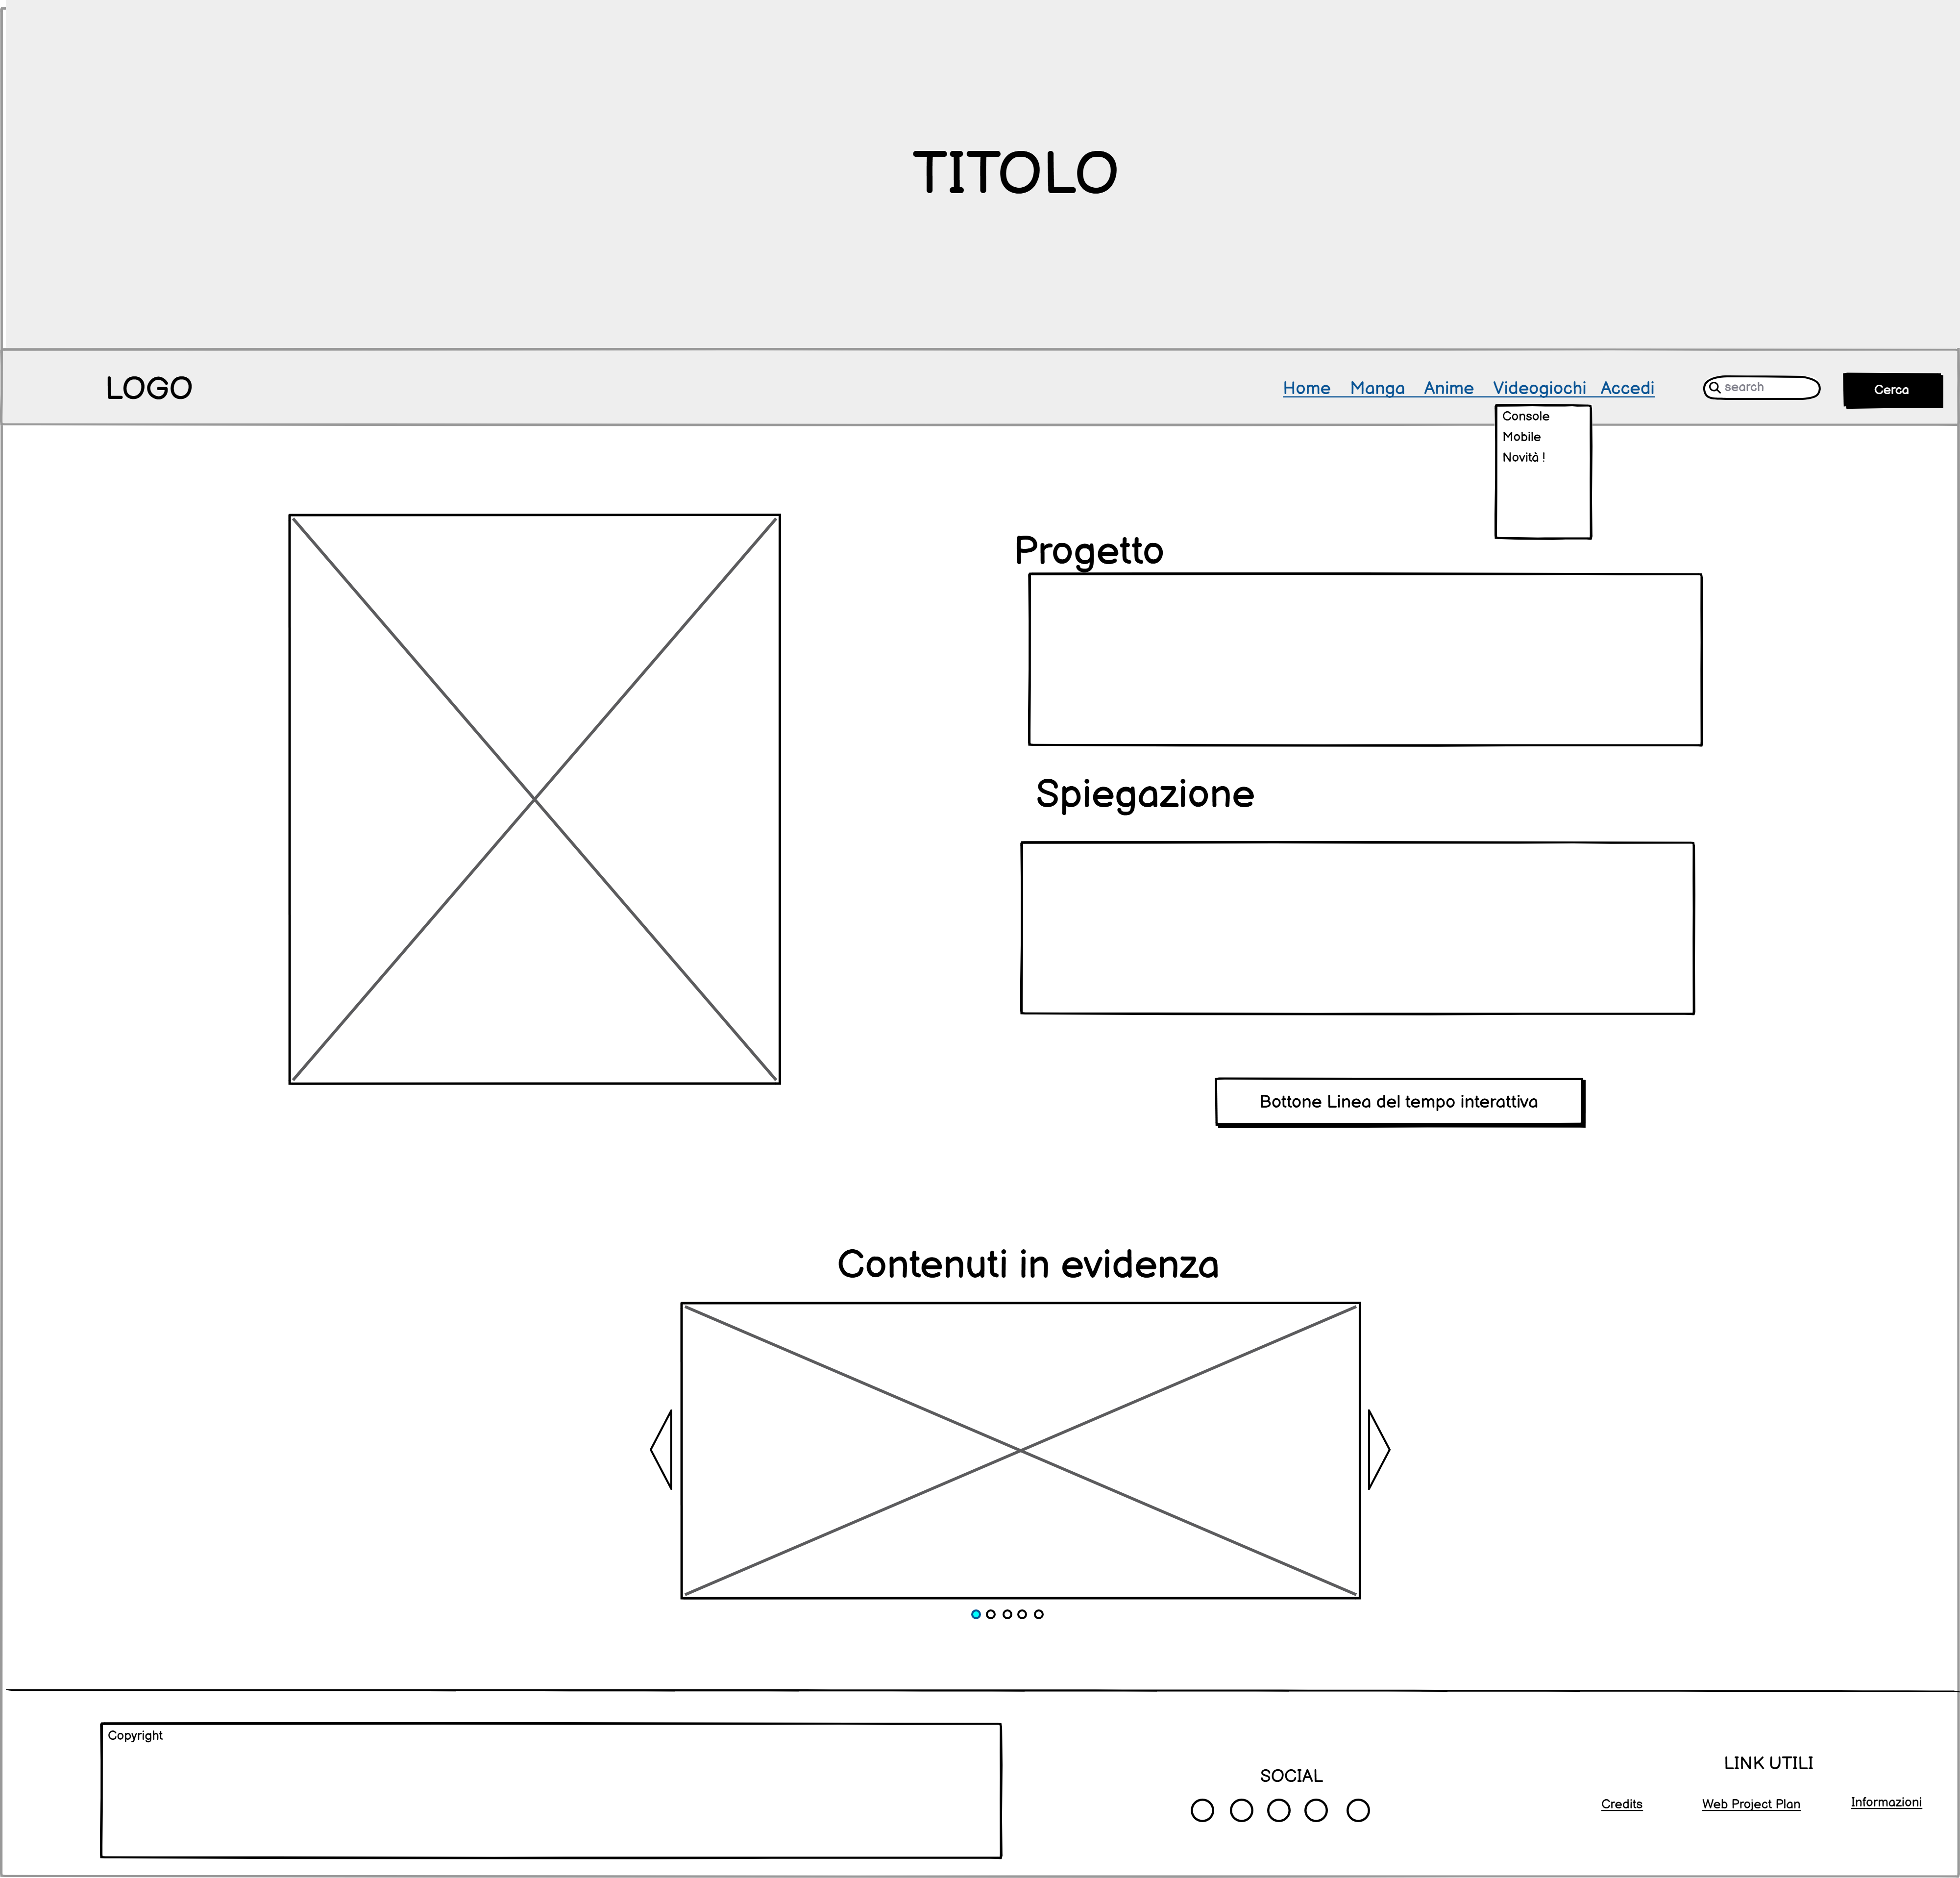 TITOLO
LOGO
Home Manga Anime Videogiochi Accedi
search
Cerca
Console
Mobile
Novità !
Progetto
Spiegazione
Bottone Linea del tempo interattiva
Contenuti in evidenza
Copyright
SOCIAL
LINK UTILI
Credits
Web Project Plan
Informazioni